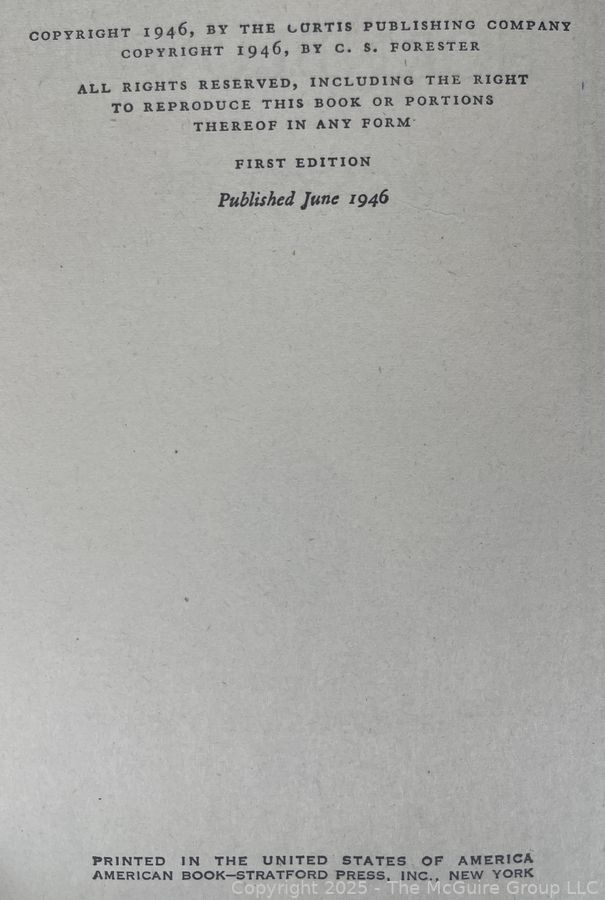 COPYRIGHT 1946, BY THE CURTIS PUBLISHING COMPANY
COPYRIGHT 1946, BY C. S. FORESTER
ALL RIGHTS RESERVED, INCLUDING THE RIGHT
TO REPRODUCE THIS BOOK OR PORTIONS
THEREOF IN ANY FORM
FIRST EDITION
Published June 1946
PRINTED IN THE UNITED STATES OF AMERICA
AMERICAN BOOK—STRATFORD PRESS, INC., NEW YORK
Copyright 2025 - The McGuire Group LLC